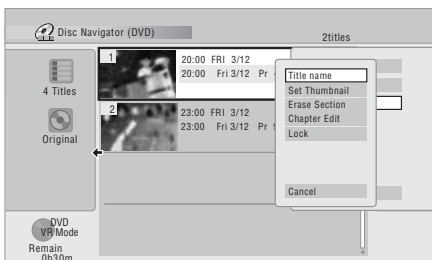 Disc Navigator (DVD)
2titles
4 Titles
Original
1
20:00 FRI 3/12
20:00 Fri 3/12 Pr
2
23:00 FRI 3/12
23:00 Fri 3/12 Pr
Title name
Set Thumbnail
Erase Section
Chapter Edit
Lock
Cancel
DVD
VR Mode
Remain
0h30m